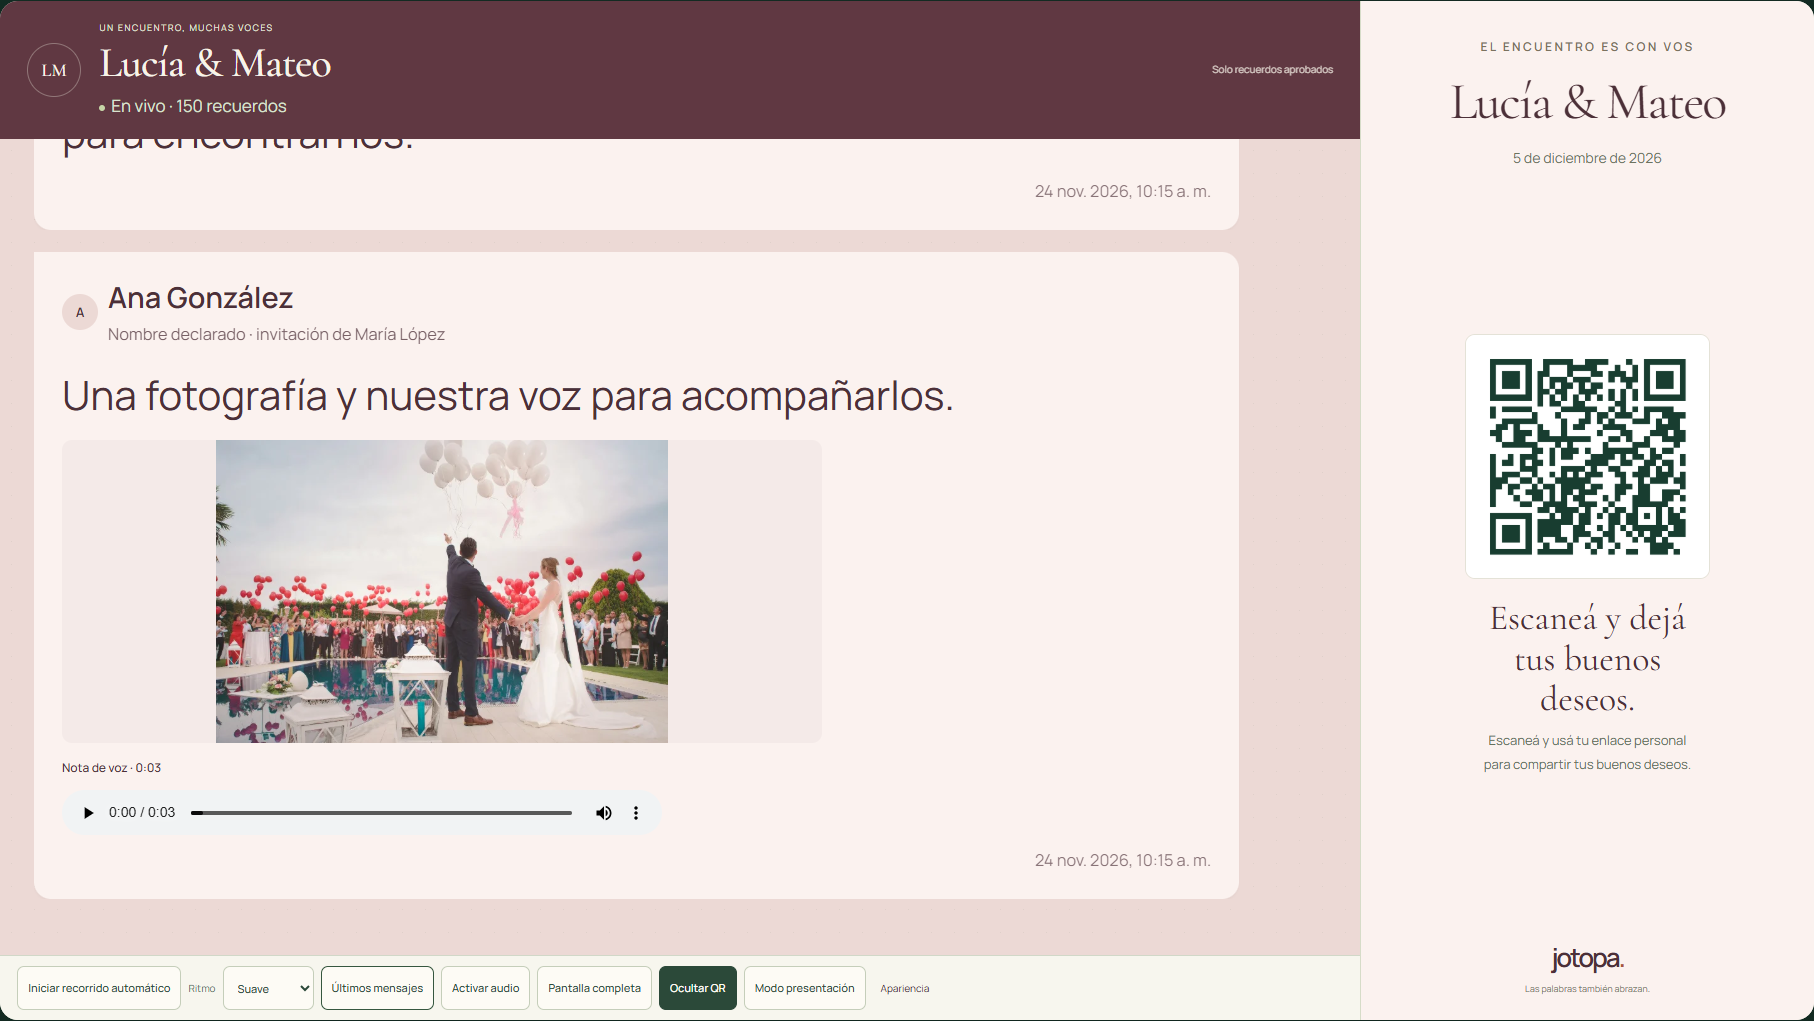 UN ENCUENTRO, MUCHAS VOCES
LM
Lucía & Mateo
En vivo · 150 recuerdos
Solo recuerdos aprobados
para encontrarnos.
24 nov. 2026, 10:15 a. m.
A
Ana González
Nombre declarado · invitación de María López
Una fotografía y nuestra voz para acompañarlos.
Nota de voz · 0:03
0:00 / 0:03
24 nov. 2026, 10:15 a. m.
Iniciar recorrido automático
Ritmo
Suave
Últimos mensajes
Activar audio
Pantalla completa
Ocultar QR
Modo presentación
Apariencia
EL ENCUENTRO ES CON VOS
Lucía & Mateo
5 de diciembre de 2026
Escaneá y dejá
tus buenos
deseos.
Escaneá y usá tu enlace personal
para compartir tus buenos deseos.
jotopa.
Las palabras también abrazan.